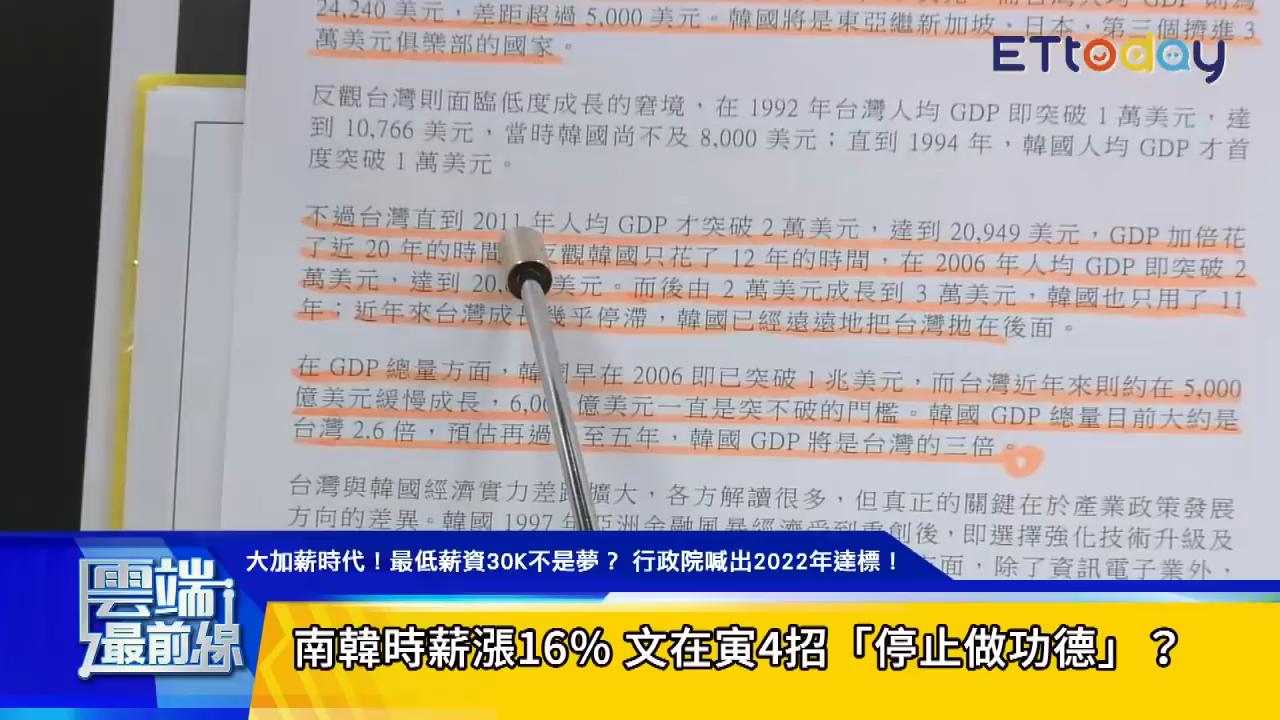 24,240 美元，差距超過 5,000 美元。韓國將是東亞繼新加坡、日本，第三個擠進 3
萬美元俱樂部的國家。
ETtoday
反觀台灣則面臨低度成長的窘境，在 1992 年台灣人均 GDP 即突破 1 萬美元，達
到 10,766 美元，當時韓國尚不及 8,000 美元；直到 1994 年，韓國人均 GDP 才首
度突破 1 萬美元。
不過台灣直到 2011 年人均 GDP 才突破 2 萬美元，達到 20,949 美元，GDP 加倍花
了近 20 年的時間 反觀韓國只花了 12 年的時間，在 2006 年人均 GDP 即突破 2
萬美元，達到 20, 美元。而後由 2 萬美元成長到 3 萬美元，韓國也只用了 11
年；近年來台灣成長幾乎停滯，韓國已經遠遠地把台灣拋在後面。
在 GDP 總量方面，韓國早在 2006 即已突破 1 兆美元，而台灣近年來則約在 5,000
億美元緩慢成長，6,00 億美元一直是突不破的門檻。韓國 GDP 總量目前大約是
台灣 2.6 倍，預估再過 至五年，韓國 GDP 將是台灣的三倍。
台灣與韓國經濟實力差距擴大，各方解讀很多，但真正的關鍵在於產業政策發展
方向的差異。韓國 1997 年亞洲金融風暴經濟受到重創後，即選擇強化技術升級及
方面，除了資訊電子業外，
大加薪時代！最低薪資30K不是夢？ 行政院喊出2022年達標！
雲端最前線
南韓時薪漲16% 文在寅4招「停止做功德」？